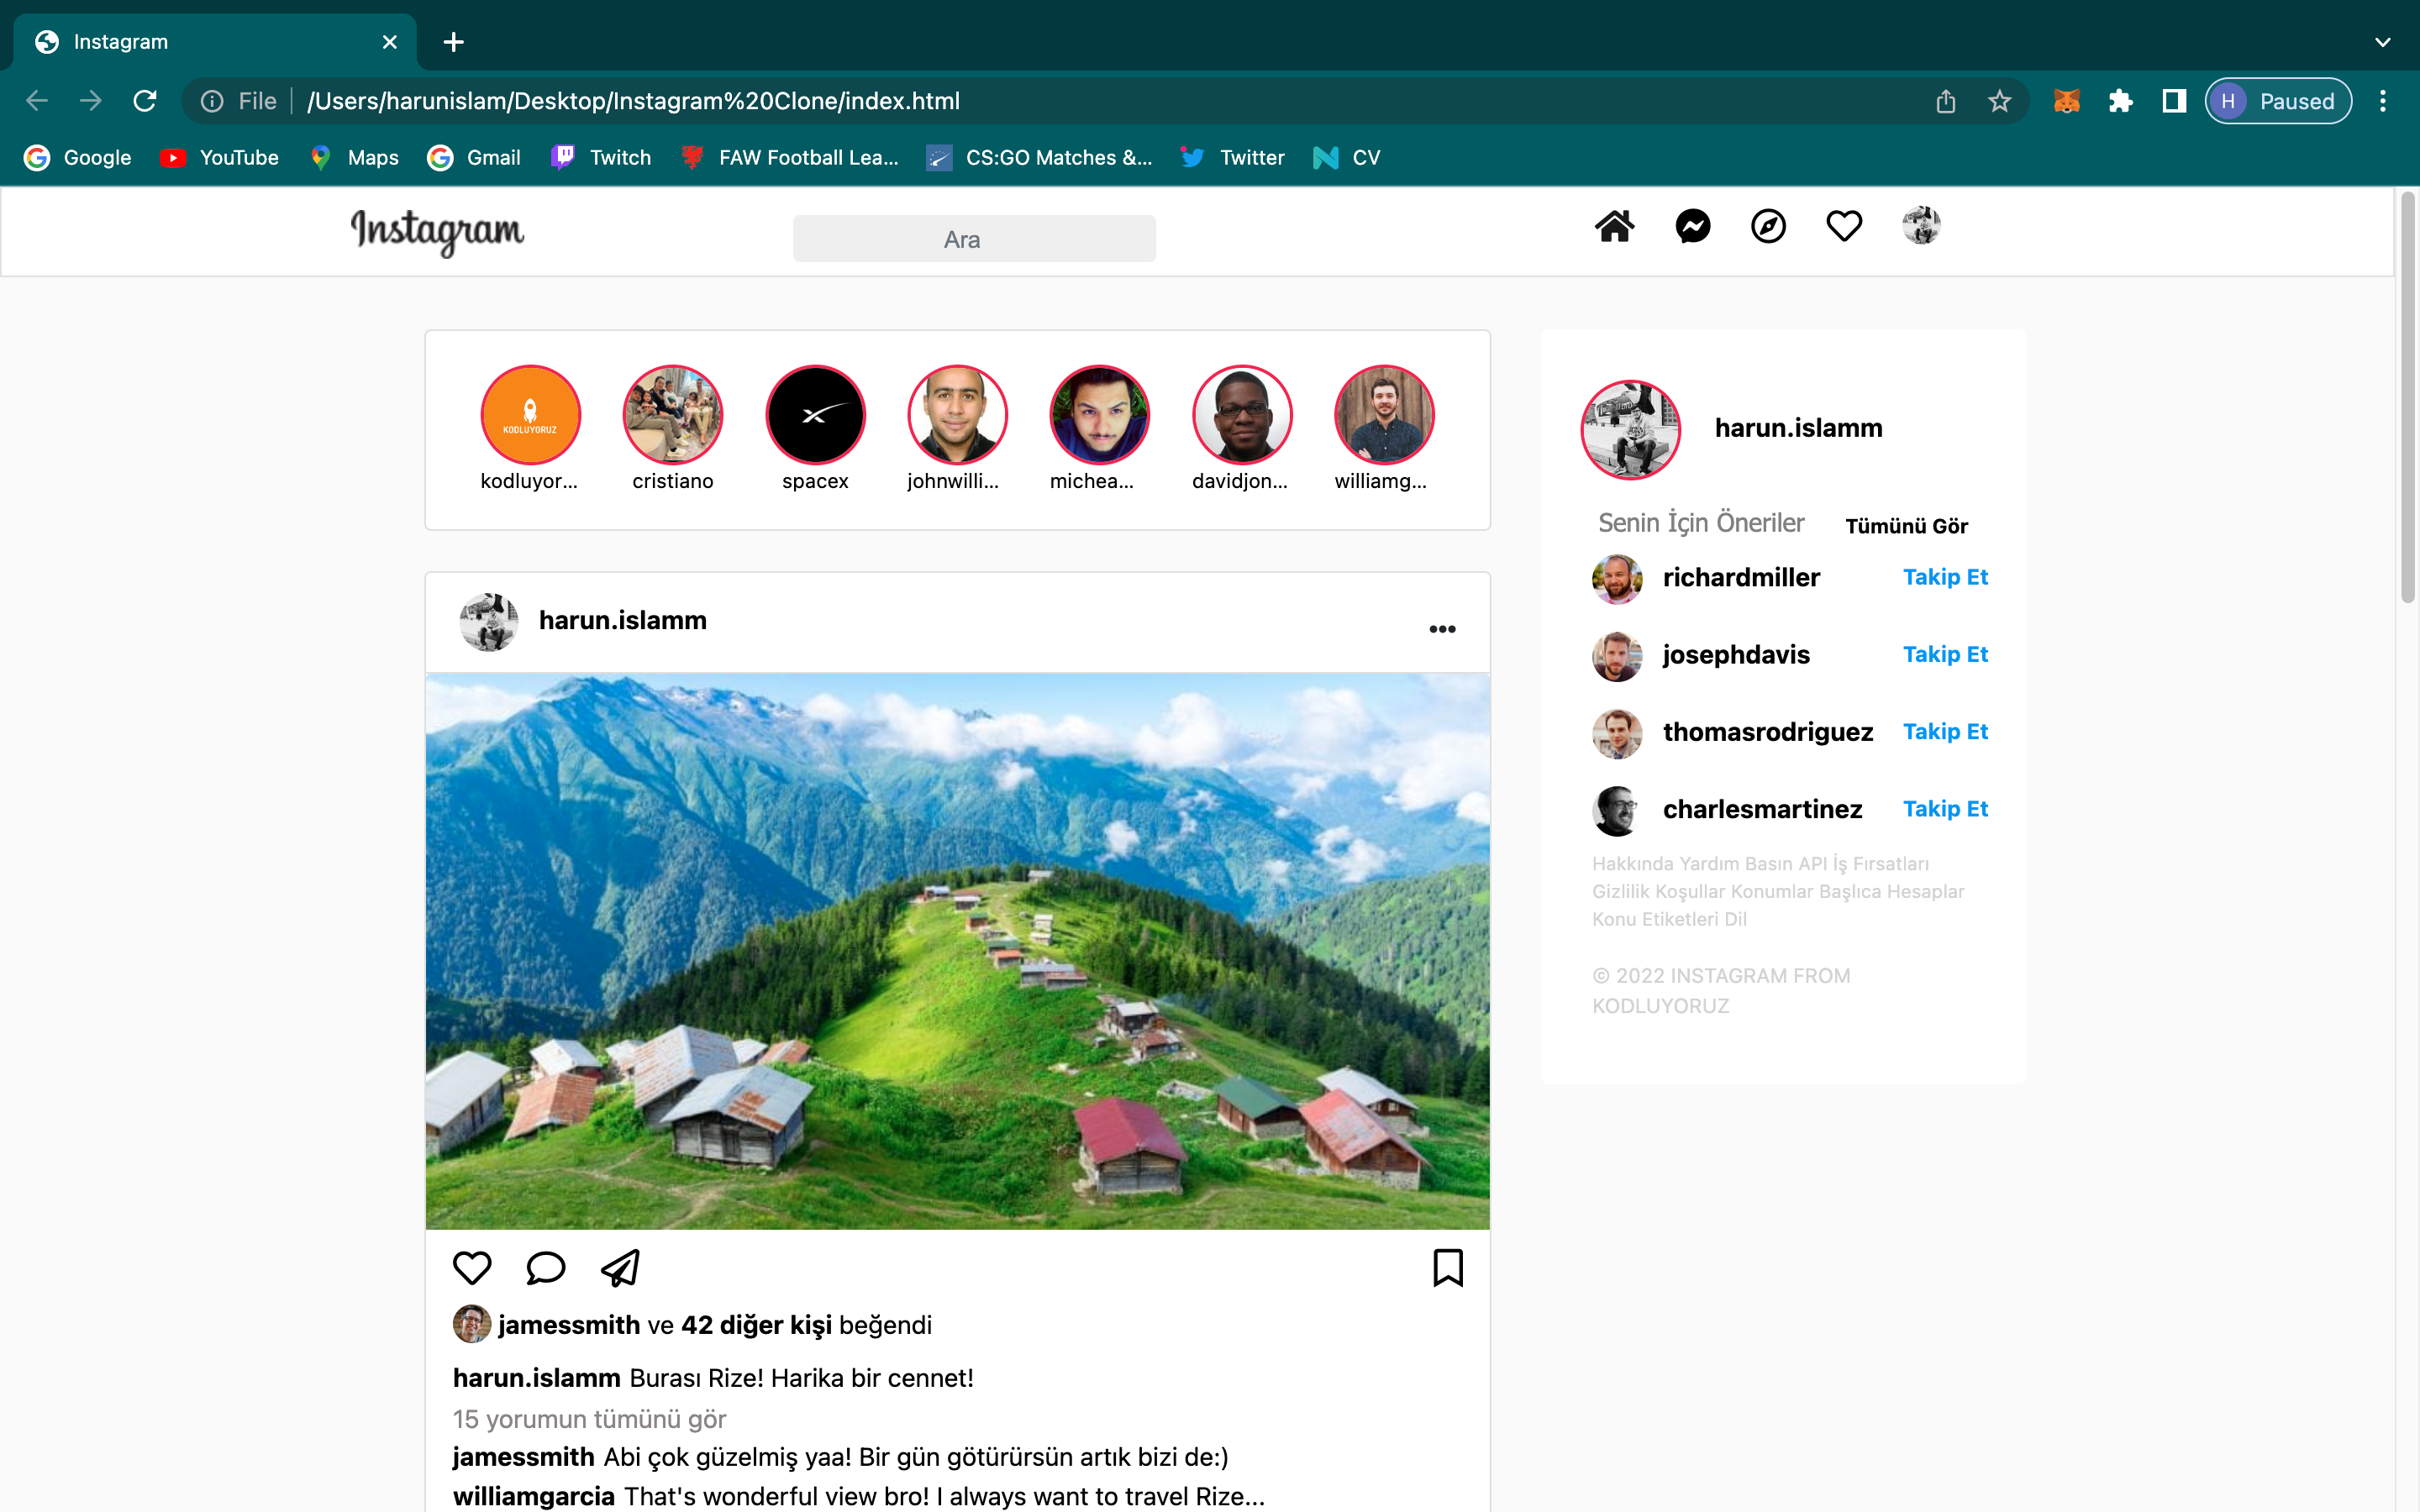 Instagram
File
/Users/harunislam/Desktop/Instagram%20Clone/index.html
H Paused
Google
YouTube
Maps
Gmail
Twitch
FAW Football Lea...
CS:GO Matches &...
Twitter
CV
Instagram
Ara
KODLUYORUZ
kodluyor...
cristiano
spacex
johnwilli...
michea...
davidjon...
williamg...
harun.islamm
harun.islamm
Senin İçin Öneriler
Tümünü Gör
richardmiller Takip Et
josephdavis Takip Et
thomasrodriguez Takip Et
charlesmartinez Takip Et
Hakkında Yardım Basın API İş Fırsatları
Gizlilik Koşullar Konumlar Başlıca Hesaplar
Konu Etiketleri Dil
© 2022 INSTAGRAM FROM
KODLUYORUZ
jamessmith ve 42 diğer kişi beğendi
harun.islamm Burası Rize! Harika bir cennet!
15 yorumun tümünü gör
jamessmith Abi çok güzelmiş yaa! Bir gün götürürsün artık bizi de:)
williamgarcia That's wonderful view bro! I always want to travel Rize...